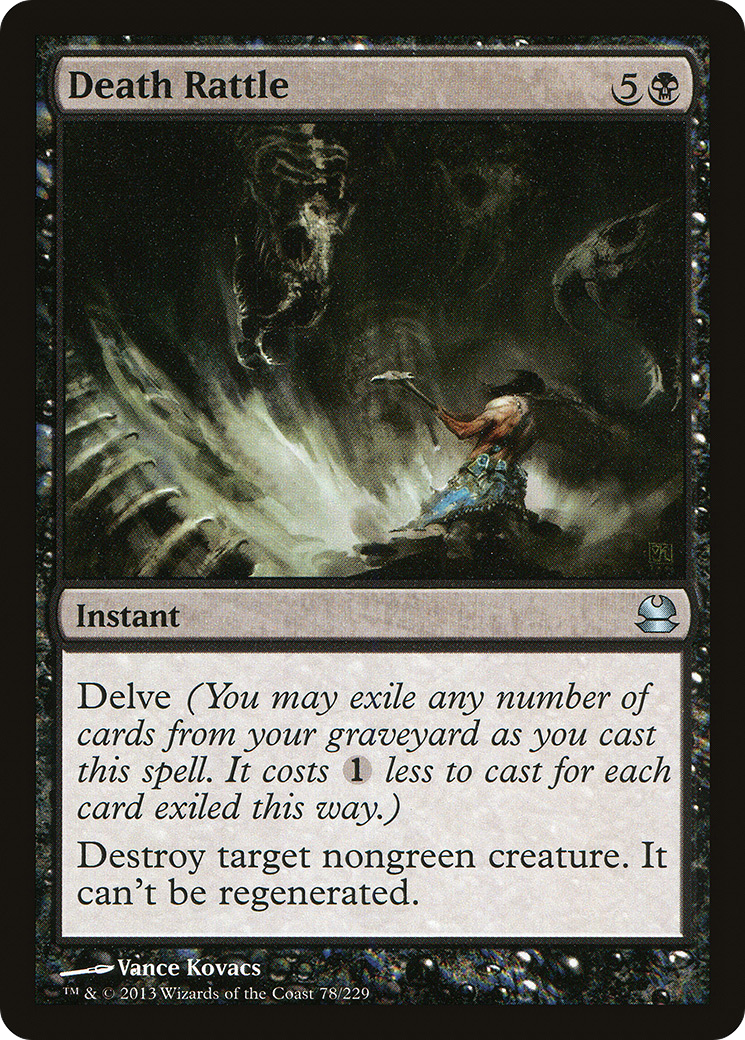 Death Rattle 5
Instant
Delve (You may exile any number of
cards from your graveyard as you cast
this spell. It costs 1 less to cast for each
card exiled this way.)
Destroy target nongreen creature. It
can't be regenerated.
Vance Kovacs
™ & © 2013 Wizards of the Coast 78/229